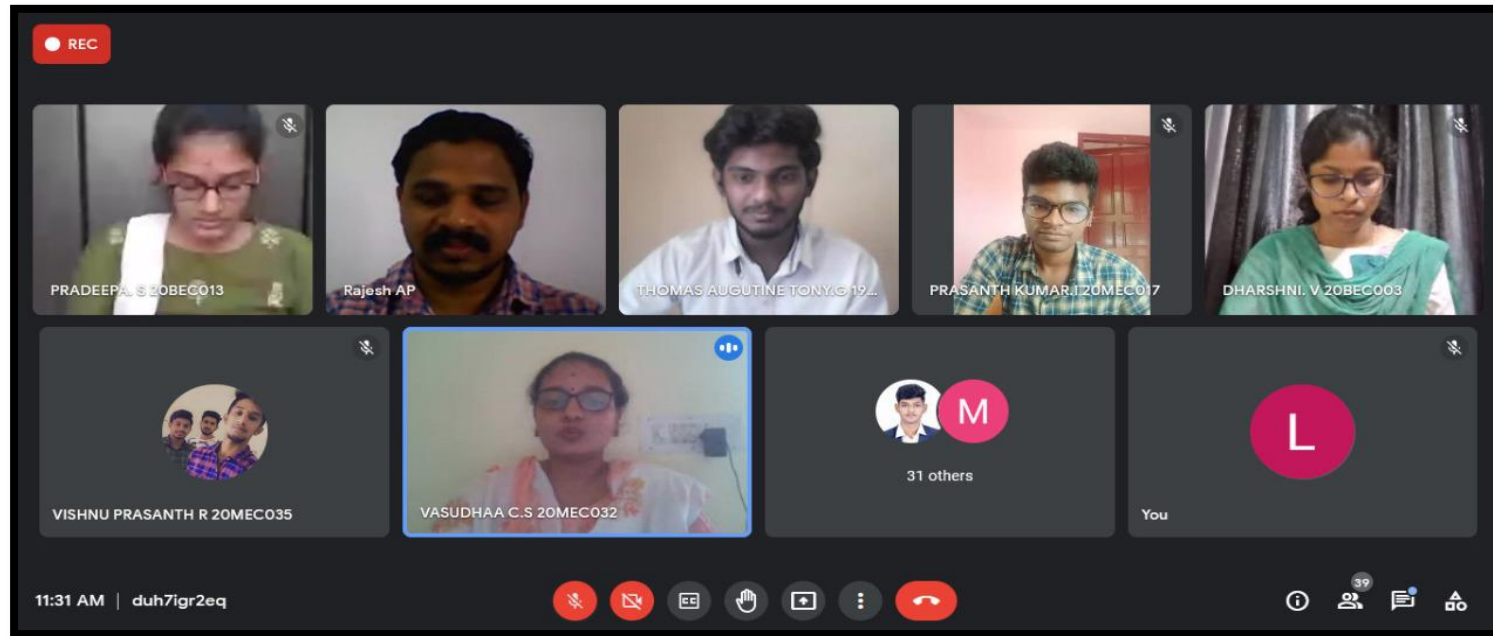 REC
PRADEEPA. S 20BEC013
Rajesh AP
THOMAS AUGUTINE TONY.G 19...
PRASANTH KUMAR.I 20MEC017
DHARSHNI. V 20BEC003
VISHNU PRASANTH R 20MEC035
VASUDHAA C.S 20MEC032
M
31 others
L
You
11:31 AM | duh7igr2eq
CC
39